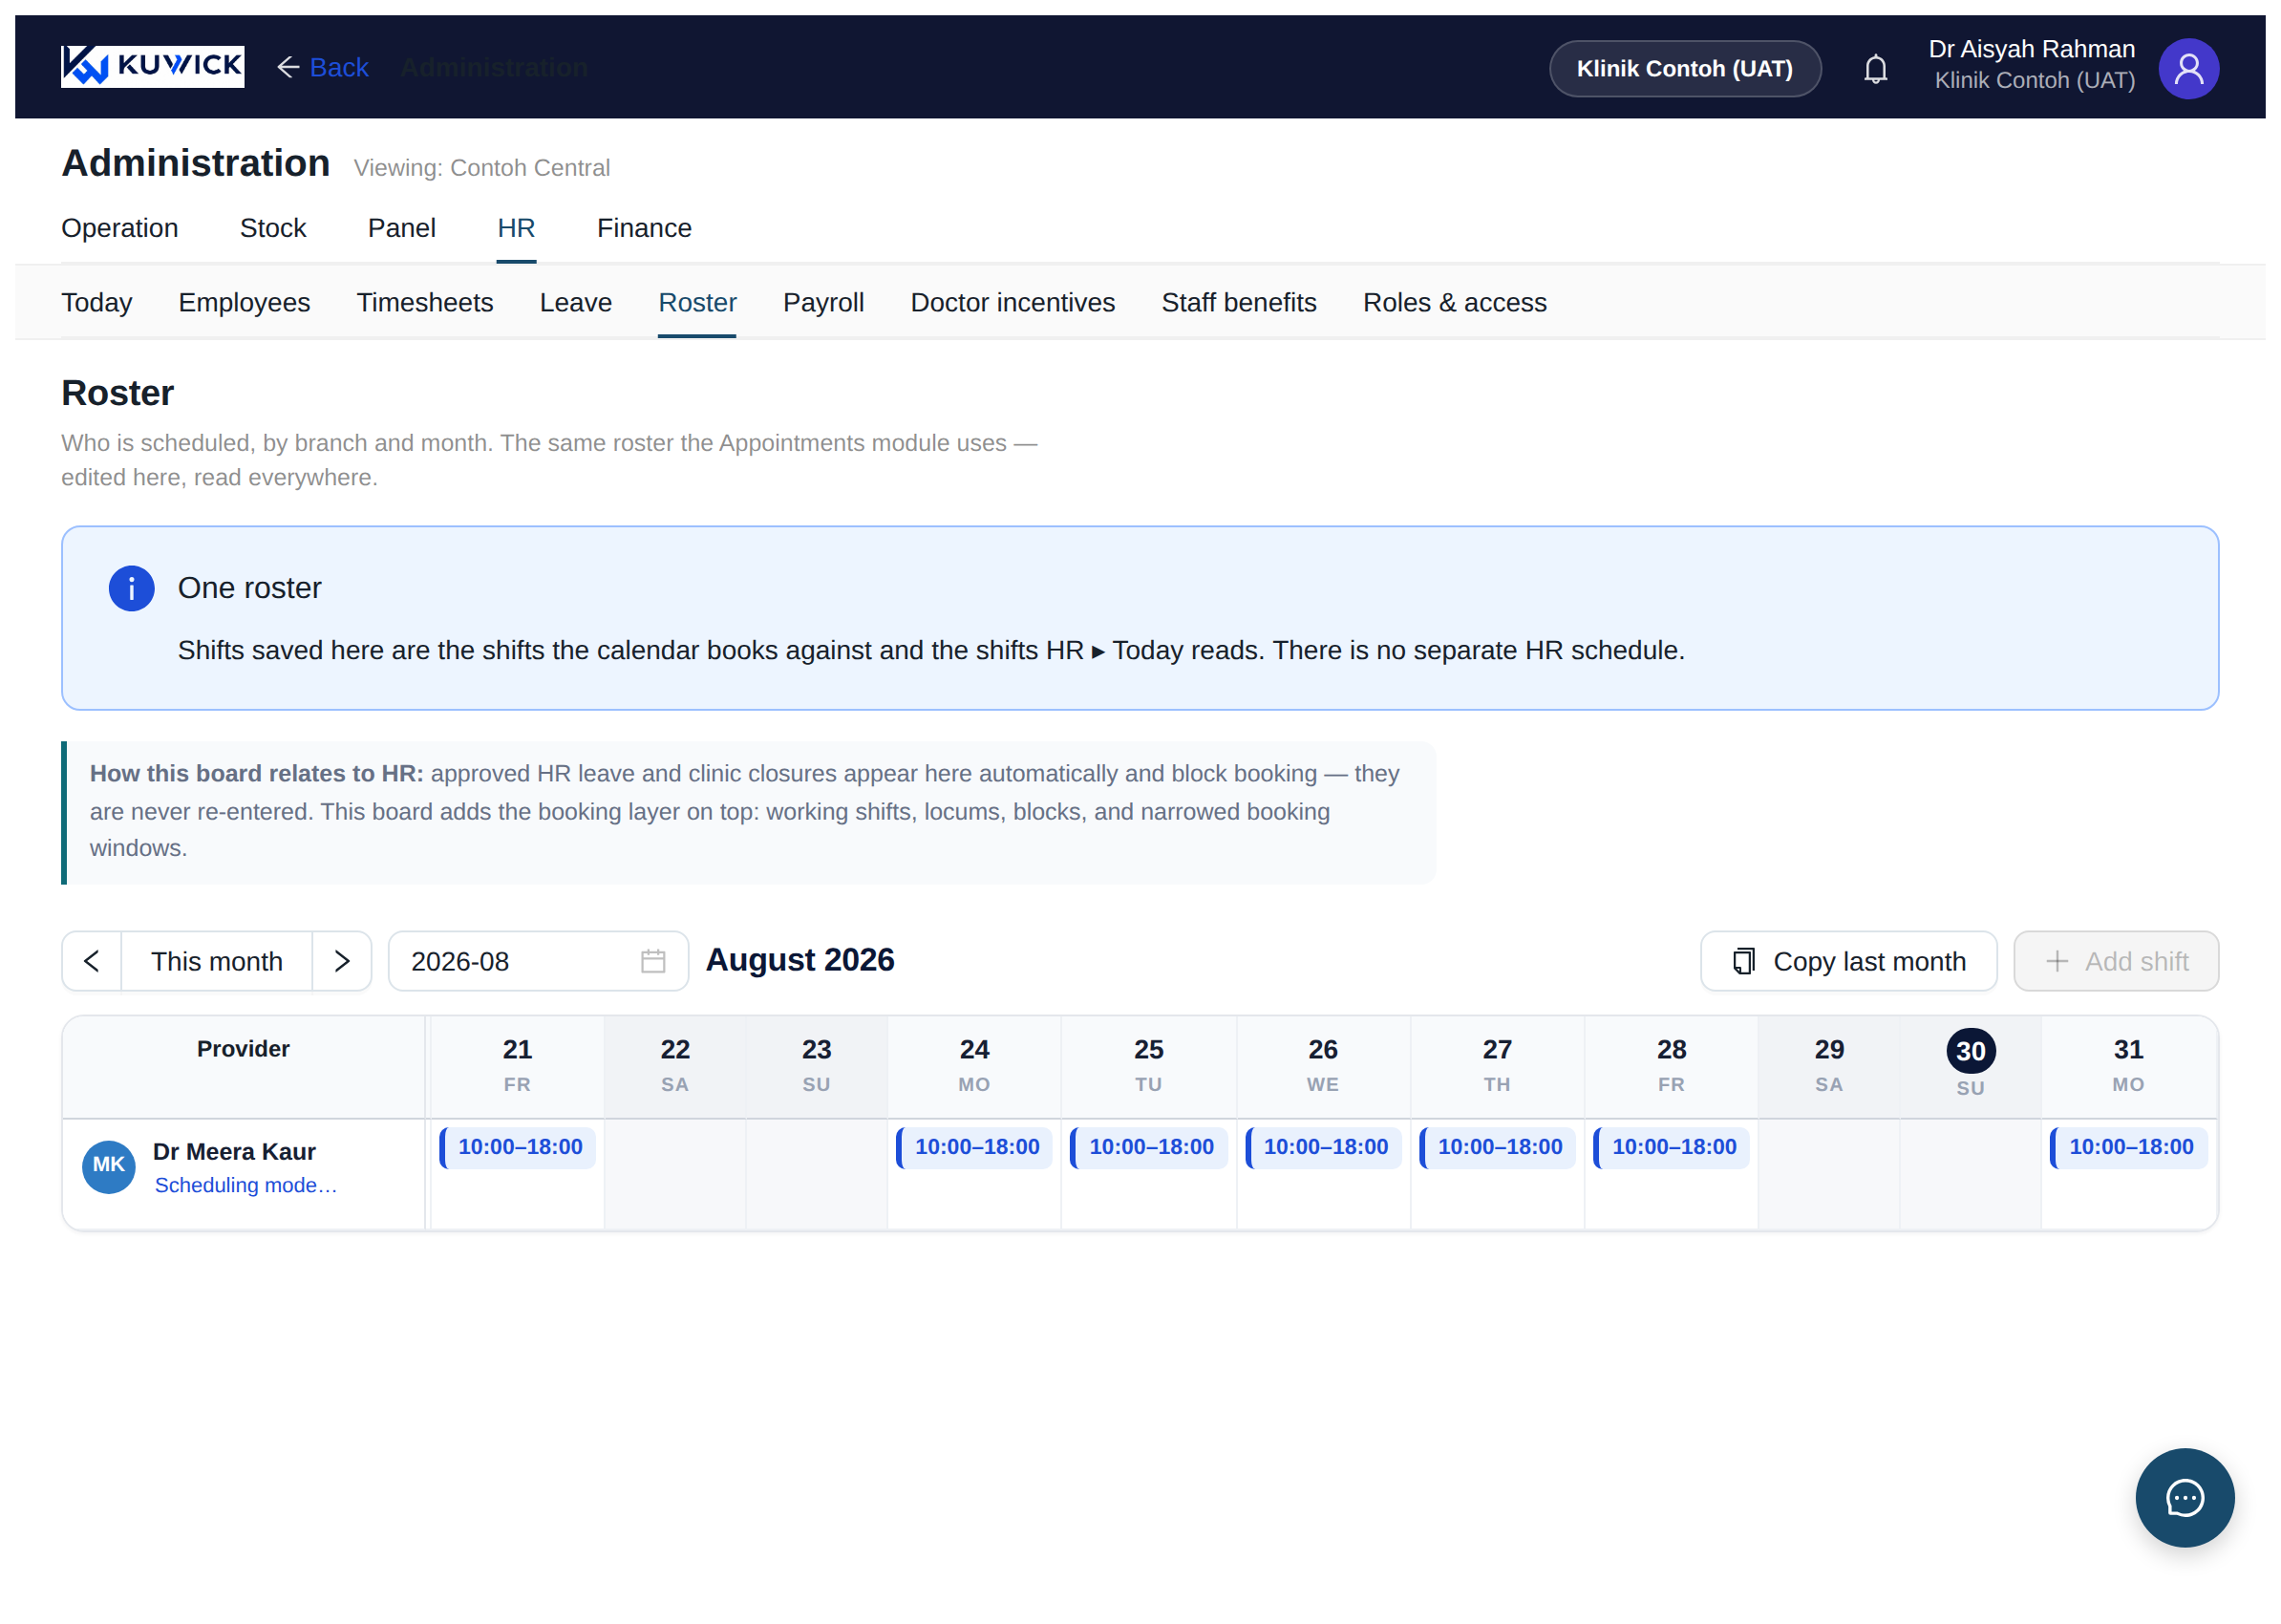 KUWICK
Back
Administration
Klinik Contoh (UAT)
Dr Aisyah Rahman
Klinik Contoh (UAT)
Administration
Viewing: Contoh Central
Operation
Stock
Panel
HR
Finance
Today
Employees
Timesheets
Leave
Roster
Payroll
Doctor incentives
Staff benefits
Roles & access
Roster
Who is scheduled, by branch and month. The same roster the Appointments module uses —
edited here, read everywhere.
One roster
Shifts saved here are the shifts the calendar books against and the shifts HR ▸ Today reads. There is no separate HR schedule.
How this board relates to HR: approved HR leave and clinic closures appear here automatically and block booking — they
are never re-entered. This board adds the booking layer on top: working shifts, locums, blocks, and narrowed booking
windows.
This month
2026-08
August 2026
Copy last month
Add shift
Provider
21
FR
22
SA
23
SU
24
MO
25
TU
26
WE
27
TH
28
FR
29
SA
30
SU
31
MO
MK
Dr Meera Kaur
Scheduling mode…
10:00–18:00
10:00–18:00
10:00–18:00
10:00–18:00
10:00–18:00
10:00–18:00
10:00–18:00